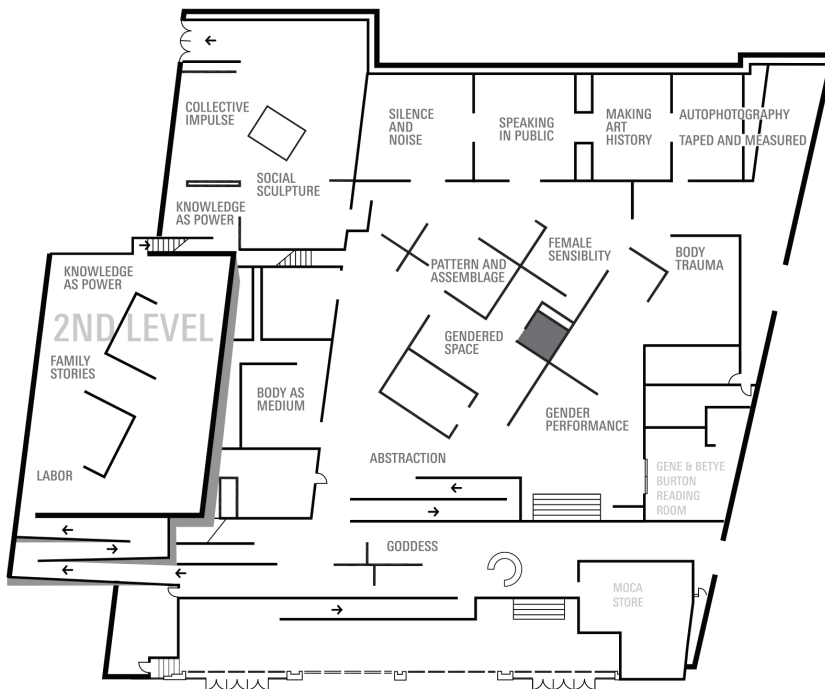 COLLECTIVE
IMPULSE
SILENCE
AND
NOISE
SPEAKING
IN PUBLIC
MAKING
ART
HISTORY
AUTOPHOTOGRAPHY
TAPED AND MEASURED
SOCIAL
SCULPTURE
KNOWLEDGE
AS POWER
FEMALE
SENSIBLITY
BODY
TRAUMA
PATTERN AND
ASSEMBLAGE
KNOWLEDGE
AS POWER
2ND LEVEL
FAMILY
STORIES
LABOR
GENDERED
SPACE
BODY AS
MEDIUM
GENDER
PERFORMANCE
ABSTRACTION
GENE & BETYE
BURTON
READING
ROOM
GODDESS
MOCA
STORE